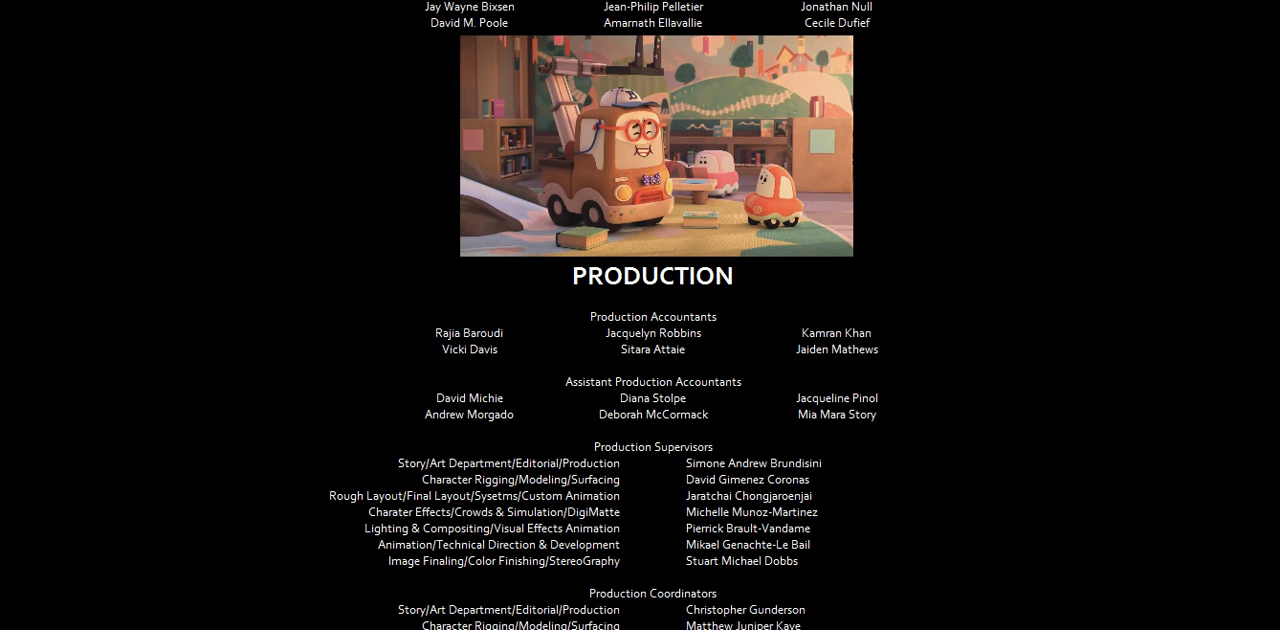 Jay Wayne Bixsen Jean-Philip Pelletier Jonathan Null
David M. Poole Amarnath Ellavallie Cecile Dufief
PRODUCTION
Production Accountants
Rajia Baroudi Jacquelyn Robbins Kamran Khan
Vicki Davis Sitara Attaie Jaiden Mathews
Assistant Production Accountants
David Michie Diana Stolpe Jacqueline Pinol
Andrew Morgado Deborah McCormack Mia Mara Story
Production Supervisors
Story/Art Department/Editorial/Production Simone Andrew Brundisini
Character Rigging/Modeling/Surfacing David Gimenez Coronas
Rough Layout/Final Layout/Sysetms/Custom Animation Jaratchai Chongjaroenjai
Charater Effects/Crowds & Simulation/DigiMatte Michelle Munoz-Martinez
Lighting & Compositing/Visual Effects Animation Pierrick Brault-Vandame
Animation/Technical Direction & Development Mikael Genachte-Le Bail
Image Finaling/Color Finishing/StereoGraphy Stuart Michael Dobbs
Production Coordinators
Story/Art Department/Editorial/Production Christopher Gunderson
Character Rigging/Modeling/Surfacing Matthew Juniper Kaye